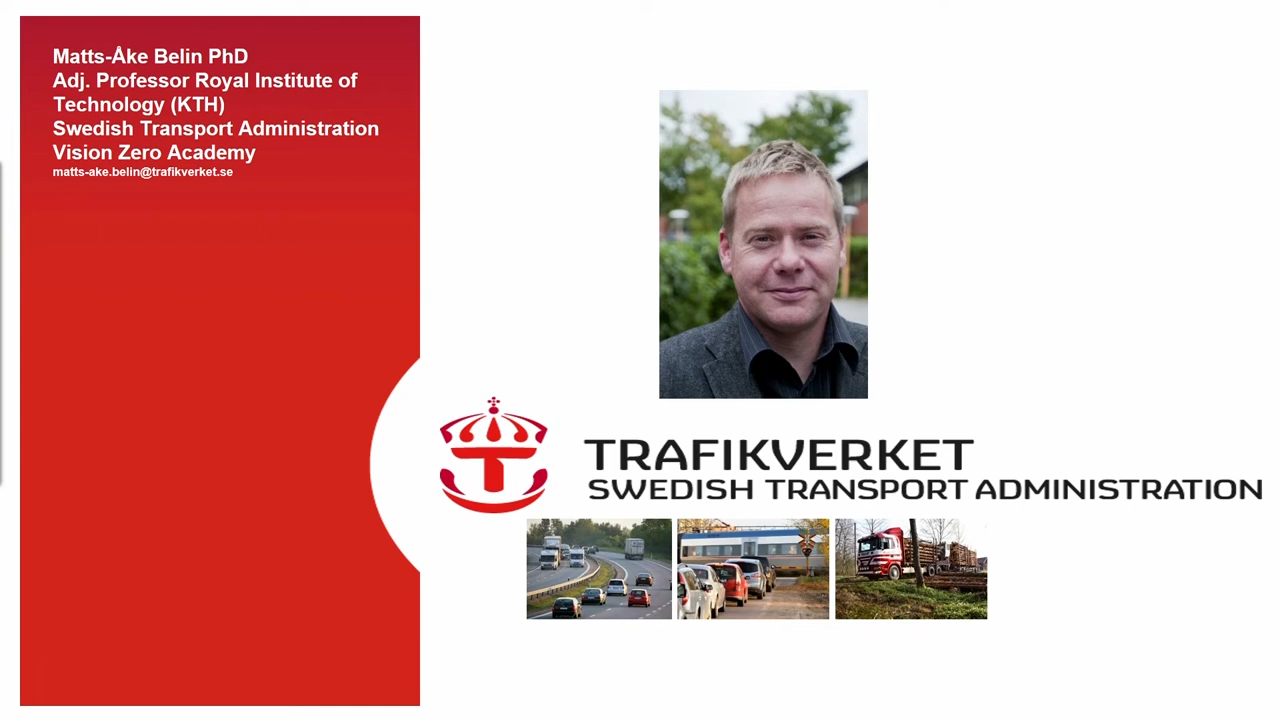 Matts-Åke Belin PhD
Adj. Professor Royal Institute of
Technology (KTH)
Swedish Transport Administration
Vision Zero Academy
matts-ake.belin@trafikverket.se
TRAFIKVERKET
SWEDISH TRANSPORT ADMINISTRATION